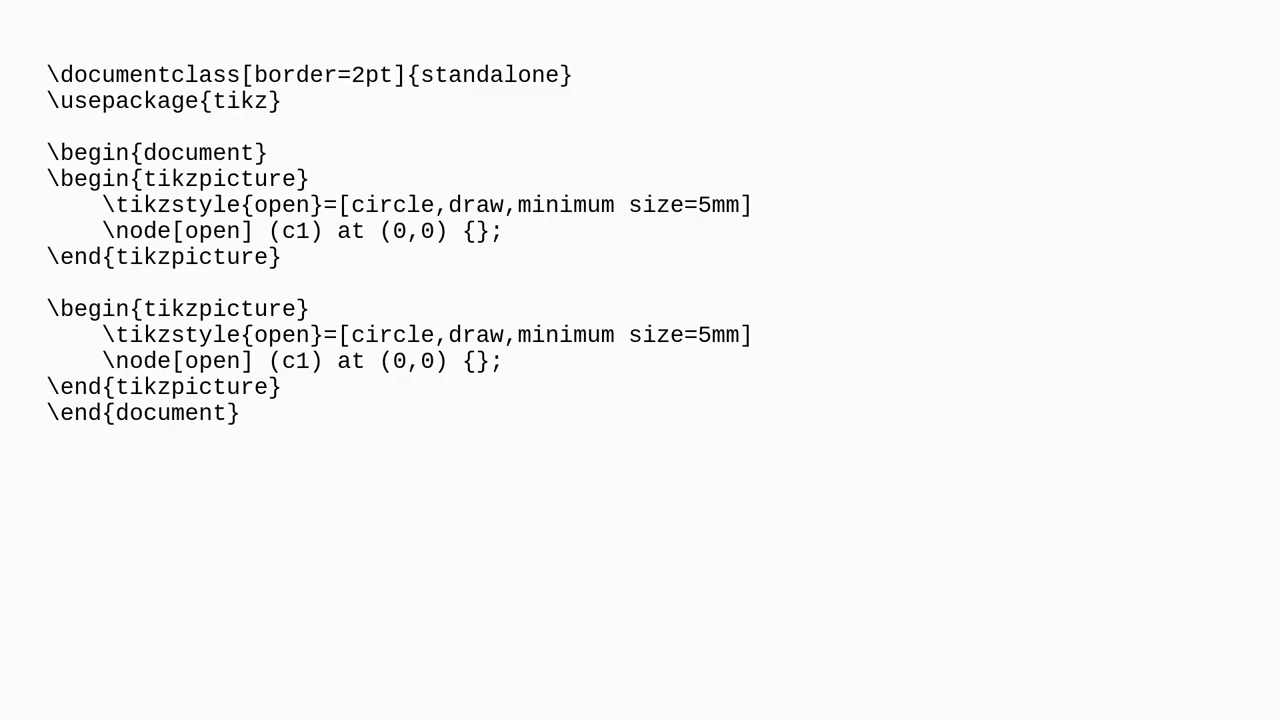 \documentclass[border=2pt]{standalone}
\usepackage{tikz}

\begin{document}
\begin{tikzpicture}
    \tikzstyle{open}=[circle,draw,minimum size=5mm]
    \node[open] (c1) at (0,0) {};
\end{tikzpicture}

\begin{tikzpicture}
    \tikzstyle{open}=[circle,draw,minimum size=5mm]
    \node[open] (c1) at (0,0) {};
\end{tikzpicture}
\end{document}